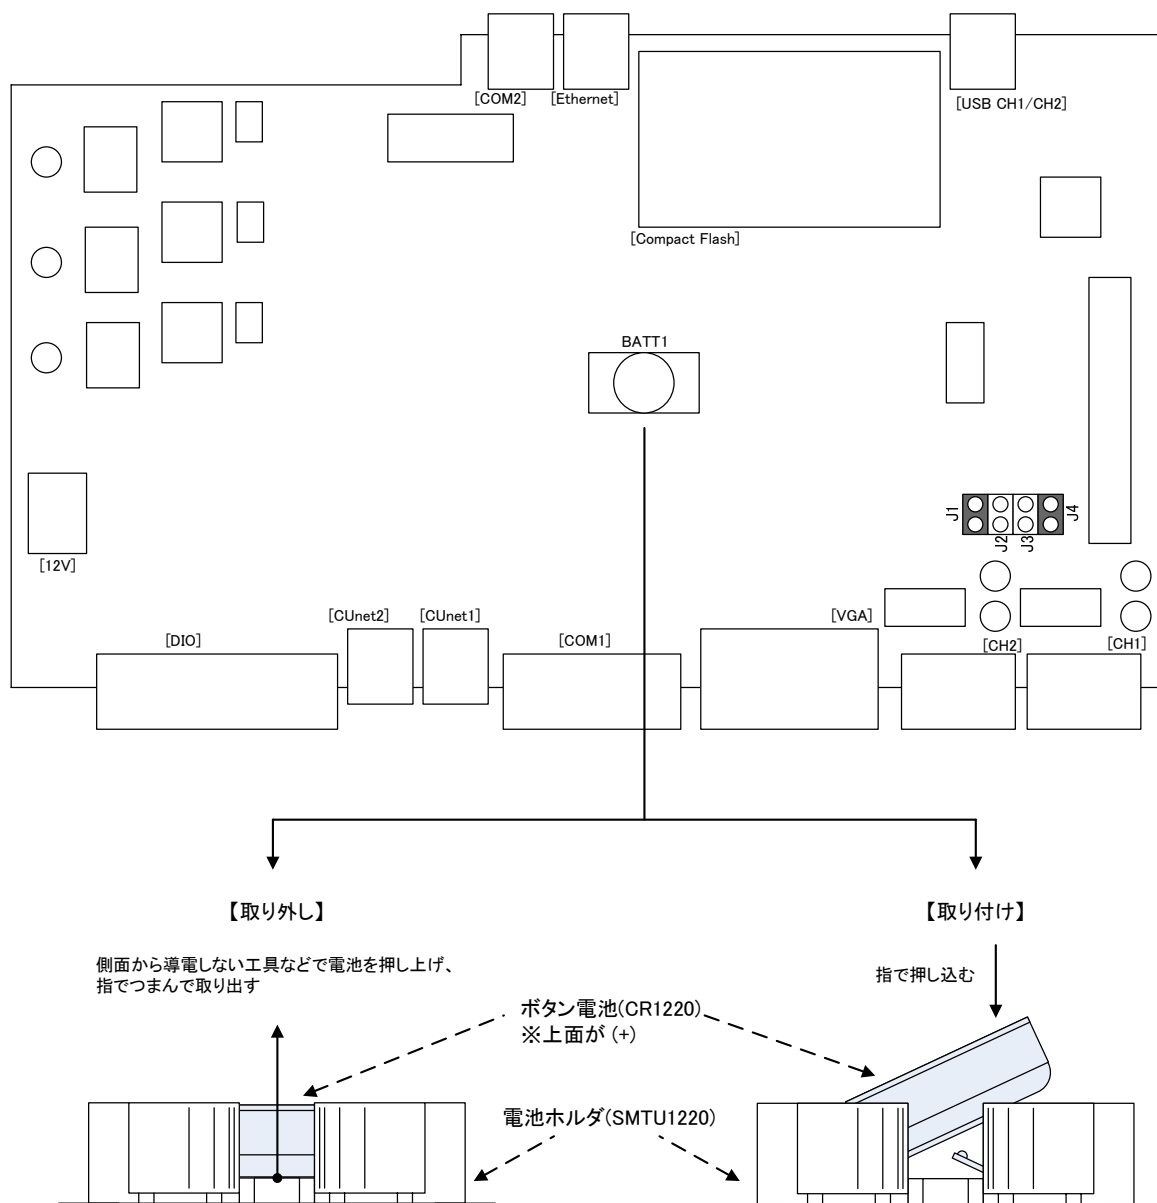 [COM2]
[Ethernet]
[USB CH1/CH2]
[Compact Flash]
BATT1
J1
J2
J3
J4
[12V]
[DIO]
[CUnet2]
[CUnet1]
[COM1]
[VGA]
[CH2]
[CH1]
【取り外し】
側面から導電しない工具などで電池を押し上げ、
指でつまんで取り出す
【取り付け】
指で押し込む
ボタン電池(CR1220)
※上面が (+)
電池ホルダ(SMTU1220)